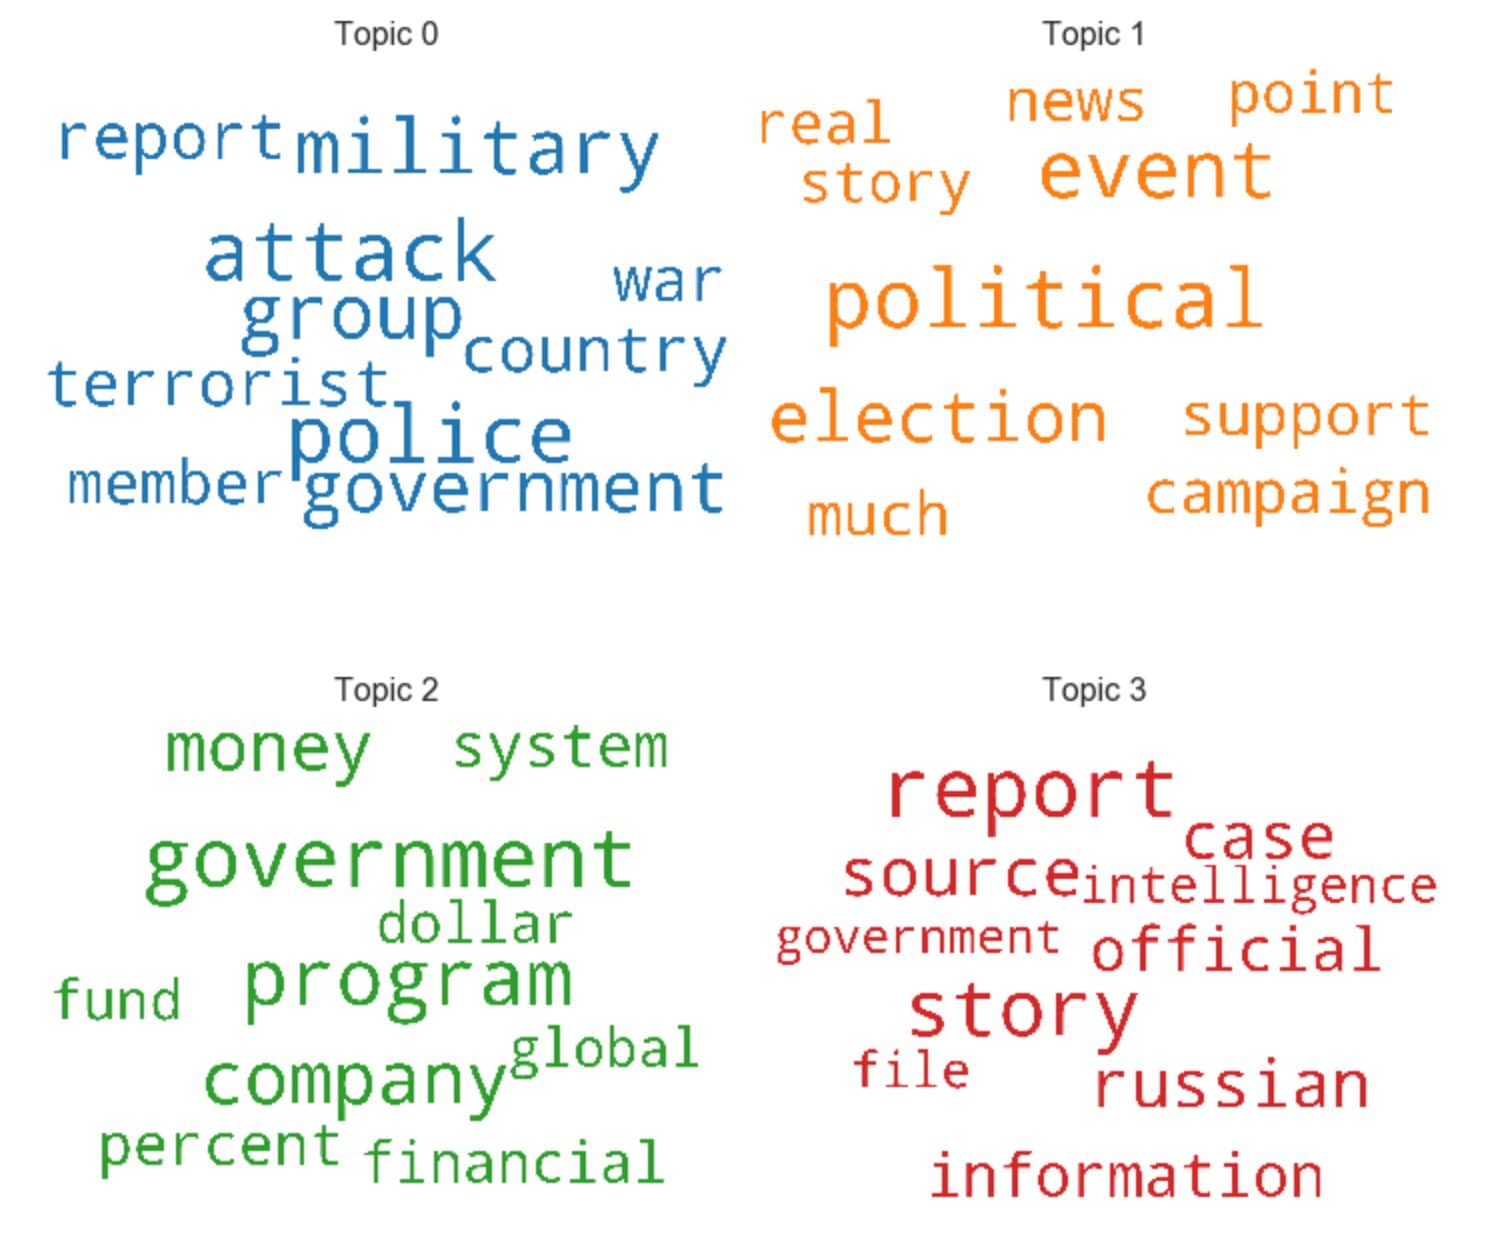 Topic 0
report military
attack
war
group
country
terrorist
police
member government
Topic 1
news point
real
story event
political
election support
campaign
much
Topic 2
money system
government
dollar
fund program
global
company
percent financial
Topic 3
report
case
source intelligence
government official
story
file russian
information